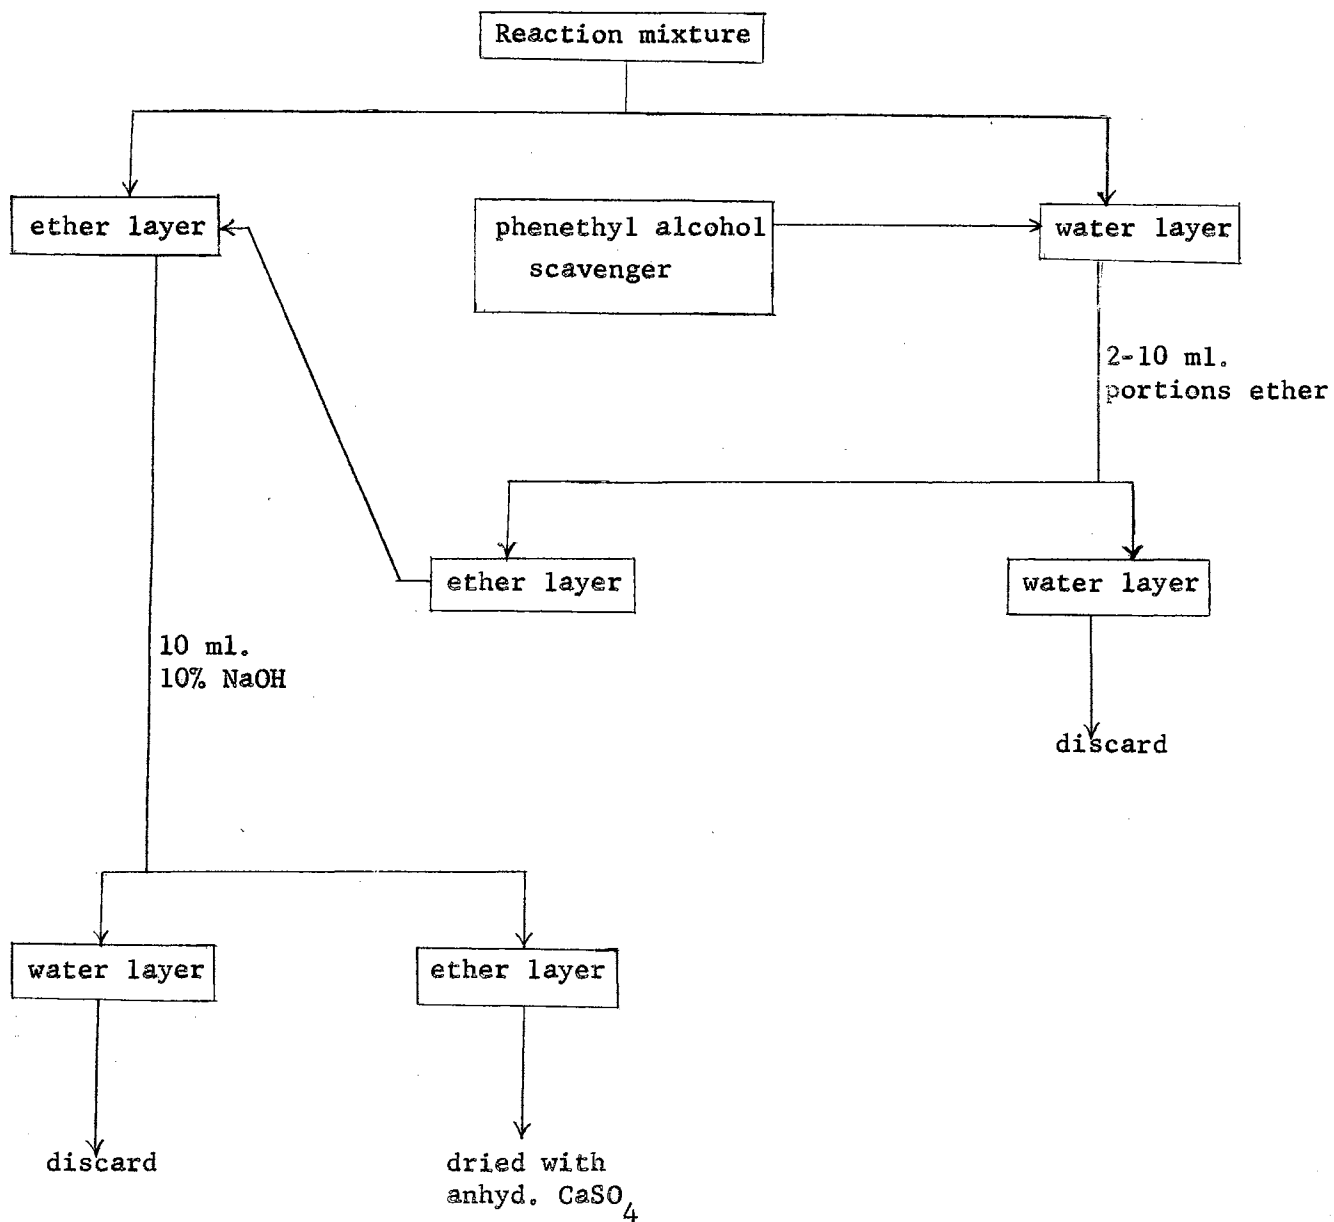 Reaction mixture
ether layer
phenethyl alcohol
scavenger
water layer
2-10 ml.
portions ether
ether layer
water layer
10 ml.
10% NaOH
discard
water layer
ether layer
discard
dried with
anhyd. CaSO4